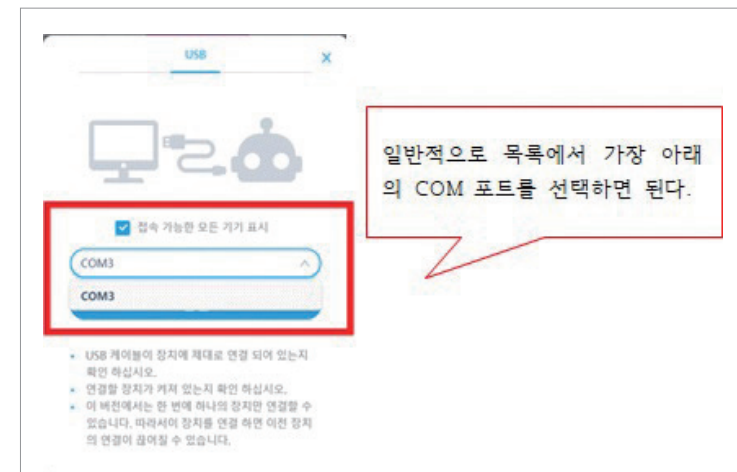 USB
X
접속 가능한 모든 기기 표시
COM3
COM3
• USB 케이블이 장치에 제대로 연결 되어 있는지
확인 하십시오.
• 연결할 장치가 켜져 있는지 확인 하십시오.
• 이 버전에서는 한 번에 하나의 장치만 연결할 수
있습니다. 따라서이 장치를 연결 하면 이전 장치
의 연결이 끊어질 수 있습니다.
일반적으로 목록에서 가장 아래
의 COM 포트를 선택하면 된다.